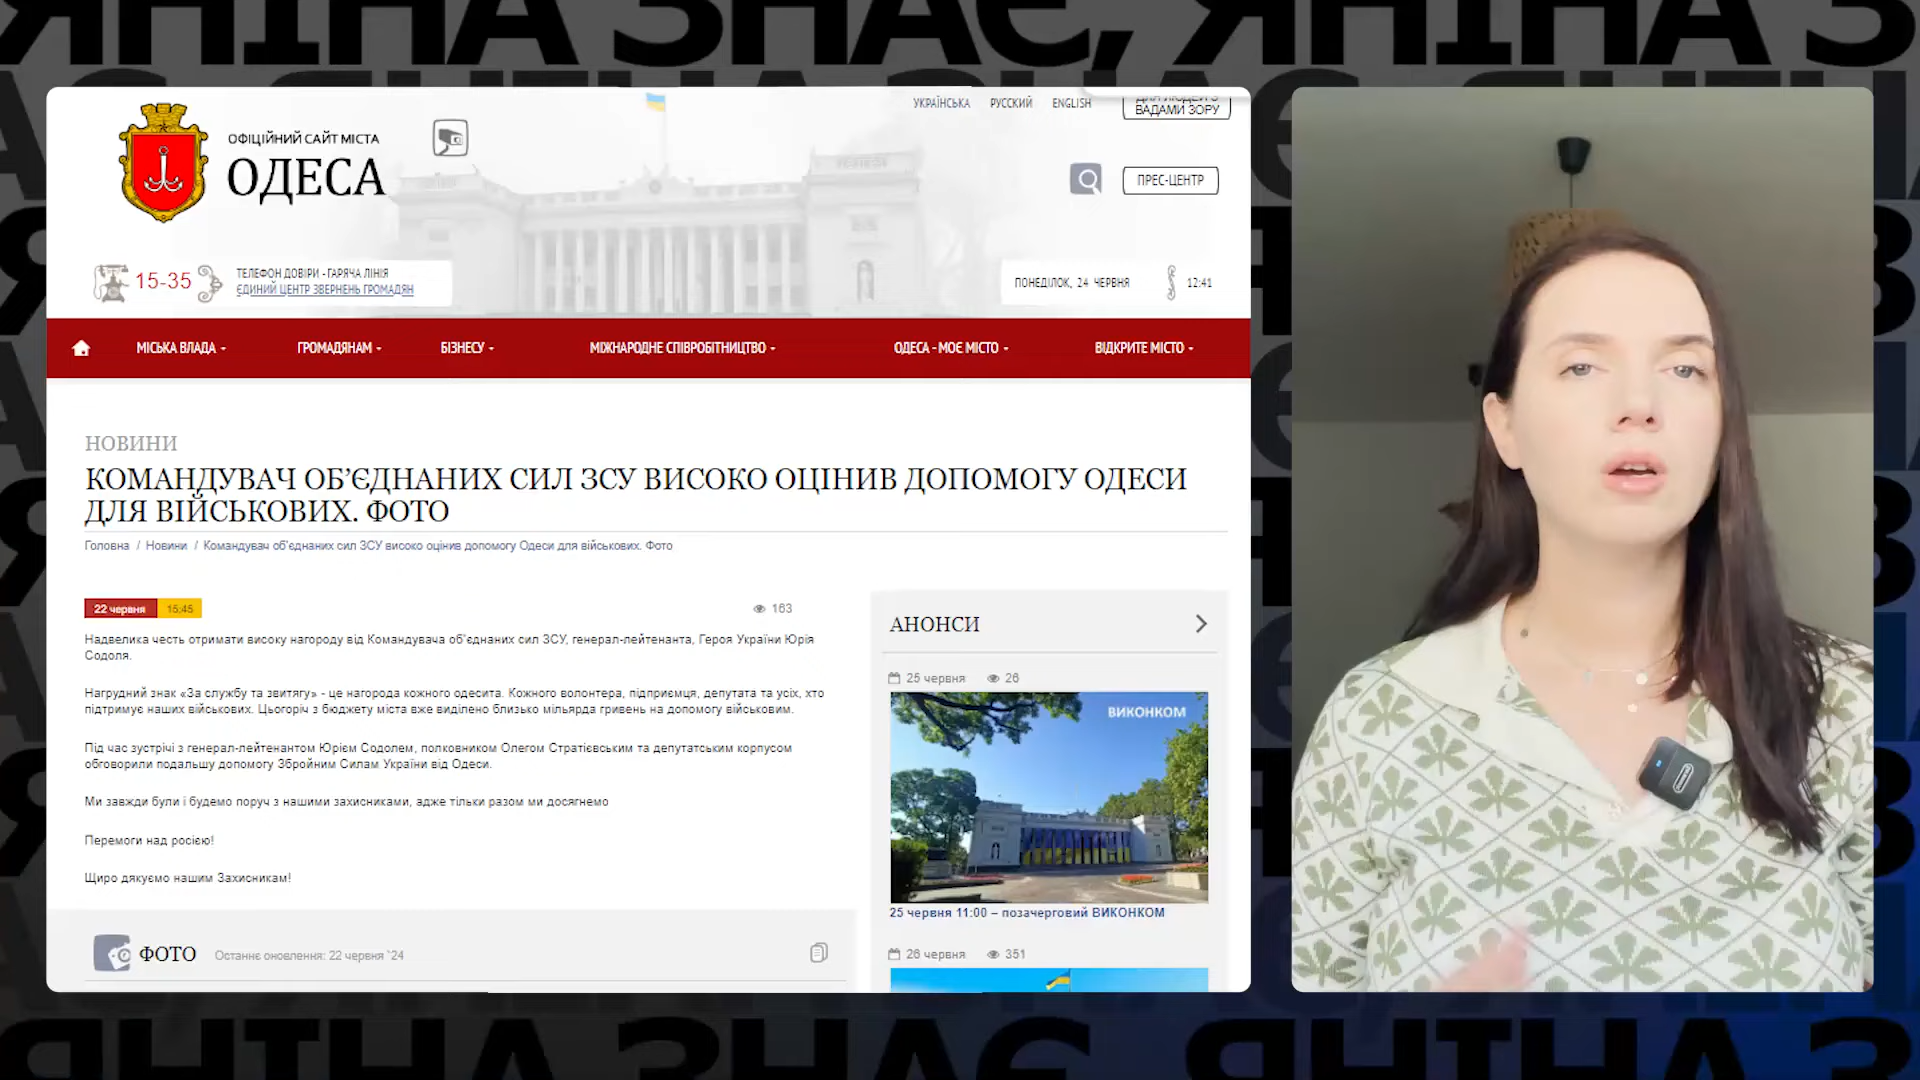 ЯНІНА ЗНАЄ, ЯНІНА З
УКРАЇНСЬКА РУССКИЙ ENGLISH
ДЛЯ ЛЮДЕЙ З
ВАДАМИ ЗОРУ
ОФІЦІЙНИЙ САЙТ МІСТА
ОДЕСА
ПРЕС-ЦЕНТР
15-35
ТЕЛЕФОН ДОВІРИ - ГАРЯЧА ЛІНІЯ
ЄДИНИЙ ЦЕНТР ЗВЕРНЕНЬ ГРОМАДЯН
ПОНЕДІЛОК, 24 ЧЕРВНЯ 12:41
МІСЬКА ВЛАДА ГРОМАДЯНАМ БІЗНЕСУ МІЖНАРОДНЕ СПІВРОБІТНИЦТВО ОДЕСА - МОЄ МІСТО ВІДКРИТЕ МІСТО
НОВИНИ
КОМАНДУВАЧ ОБ’ЄДНАНИХ СИЛ ЗСУ ВИСОКО ОЦІНИВ ДОПОМОГУ ОДЕСИ
ДЛЯ ВІЙСЬКОВИХ. ФОТО
Головна / Новини / Командувач об’єднаних сил ЗСУ високо оцінив допомогу Одеси для військових. Фото
22 червня 15:45
163
Надвелика честь отримати високу нагороду від Командувача об’єднаних сил ЗСУ, генерал-лейтенанта, Героя України Юрія
Содоля.
Нагрудний знак «За службу та звитягу» - це нагорода кожного одесита. Кожного волонтера, підприємця, депутата та усіх, хто
підтримує наших військових. Цьогоріч з бюджету міста вже виділено близько мільярда гривень на допомогу військовим.
Під час зустрічі з генерал-лейтенантом Юрієм Содолем, полковником Олегом Стратієвським та депутатським корпусом
обговорили подальшу допомогу Збройним Силам України від Одеси.
Ми завжди були і будемо поруч з нашими захисниками, адже тільки разом ми досягнемо
Перемоги над росією!
Щиро дякуємо нашим Захисникам!
ФОТО Останнє оновлення: 22 червня `24
АНОНСИ
25 червня 26
ВИКОНКОМ
25 червня 11:00 – позачерговий ВИКОНКОМ
26 червня 351
ЯНІНА ЗНАЄ, ЯНІНА З